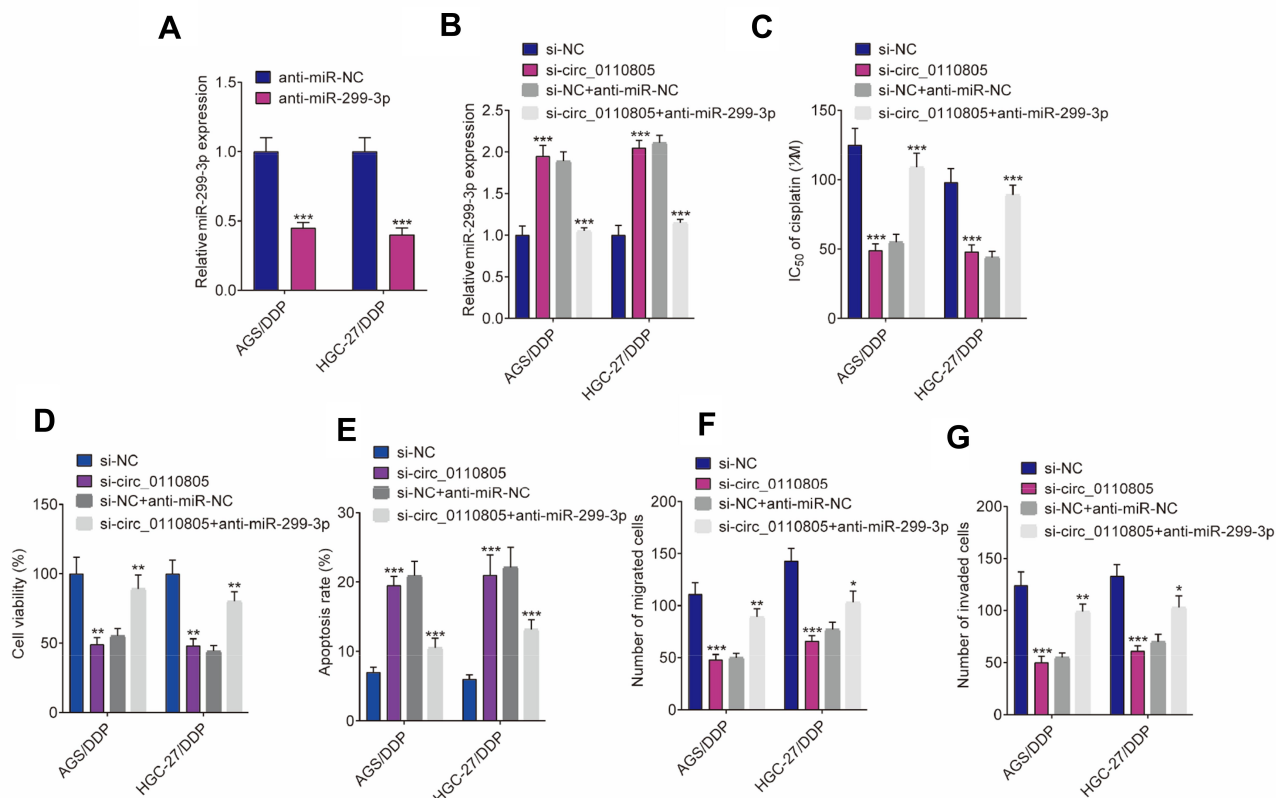 A
anti-miR-NC
anti-miR-299-3p
Relative miR-299-3p expression
1.5
1.0
0.5
0.0
***
***
AGS/DDP
HGC-27/DDP
B
si-NC
si-circ_0110805
si-NC+anti-miR-NC
si-circ_0110805+anti-miR-299-3p
Relative miR-299-3p expression
2.5
2.0
1.5
1.0
0.5
0.0
***
***
***
***
AGS/DDP
HGC-27/DDP
C
si-NC
si-circ_0110805
si-NC+anti-miR-NC
si-circ_0110805+anti-miR-299-3p
IC50 of cisplatin
150
100
50
0
***
***
***
***
AGS/DDP
HGC-27/DDP
D
si-NC
si-circ_0110805
si-NC+anti-miR-NC
si-circ_0110805+anti-miR-299-3p
Cell viability (%)
150
100
50
0
**
**
**
**
AGS/DDP
HGC-27/DDP
E
si-NC
si-circ_0110805
si-NC+anti-miR-NC
si-circ_0110805+anti-miR-299-3p
Apoptosis rate (%)
30
20
10
0
***
***
***
***
AGS/DDP
HGC-27/DDP
F
si-NC
si-circ_0110805
si-NC+anti-miR-NC
si-circ_0110805+anti-miR-299-3p
Number of migrated cells
200
150
100
50
0
***
**
***
*
AGS/DDP
HGC-27/DDP
G
si-NC
si-circ_0110805
si-NC+anti-miR-NC
si-circ_0110805+anti-miR-299-3p
Number of invaded cells
200
150
100
50
0
***
**
***
*
AGS/DDP
HGC-27/DDP